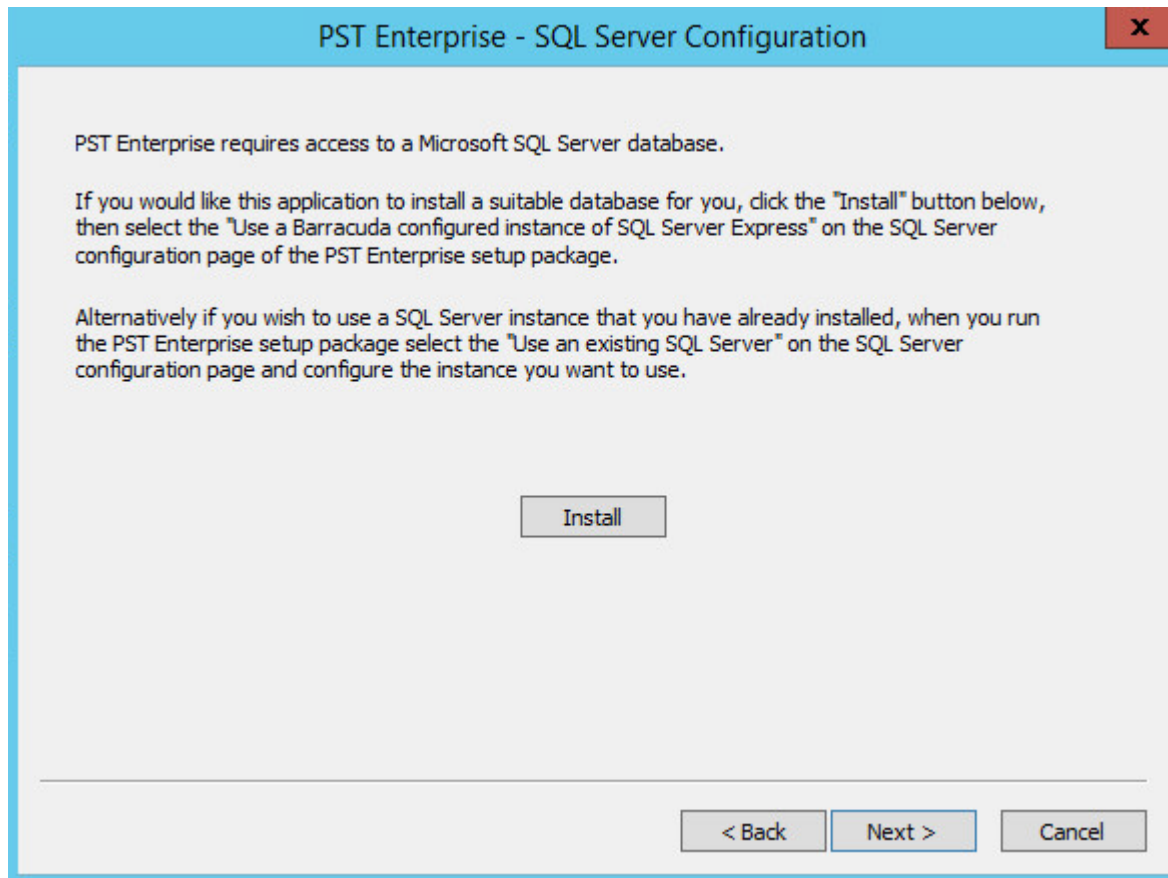 PST Enterprise - SQL Server Configuration
x
PST Enterprise requires access to a Microsoft SQL Server database.
If you would like this application to install a suitable database for you, click the "Install" button below,
then select the "Use a Barracuda configured instance of SQL Server Express" on the SQL Server
configuration page of the PST Enterprise setup package.
Alternatively if you wish to use a SQL Server instance that you have already installed, when you run
the PST Enterprise setup package select the "Use an existing SQL Server" on the SQL Server
configuration page and configure the instance you want to use.
Install
< Back Next > Cancel